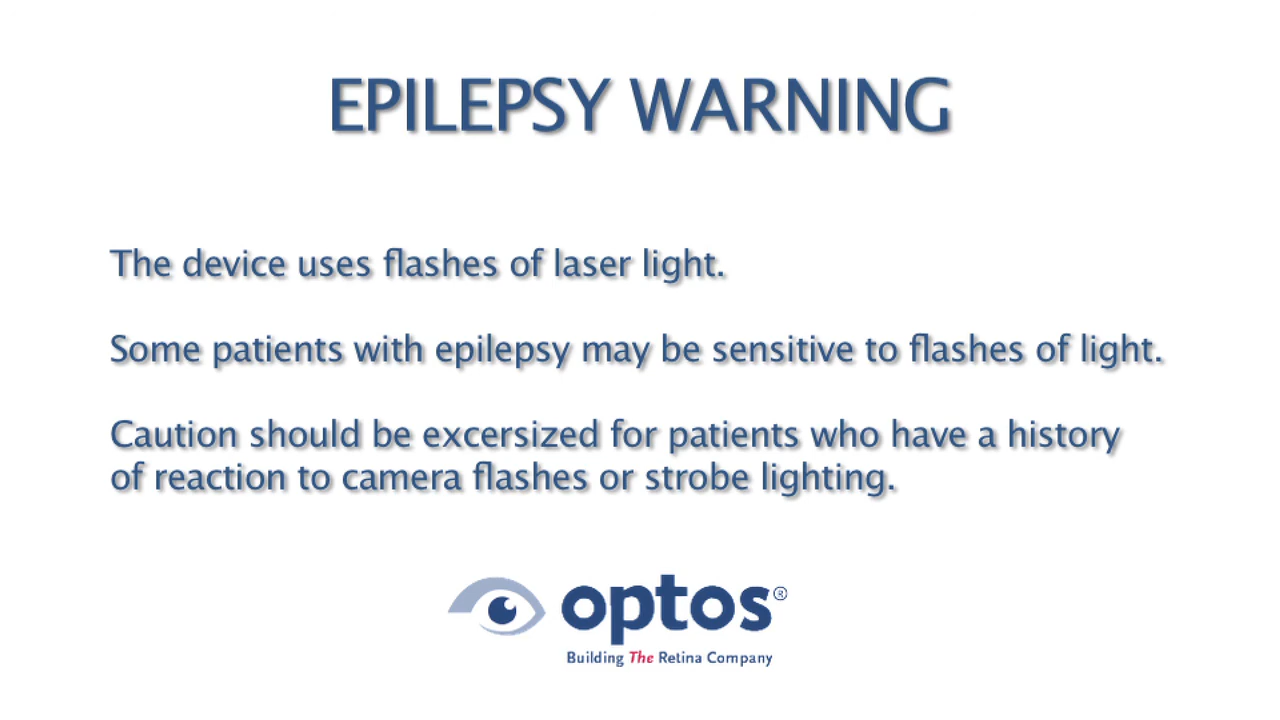 EPILEPSY WARNING
The device uses flashes of laser light.
Some patients with epilepsy may be sensitive to flashes of light.
Caution should be excersized for patients who have a history
of reaction to camera flashes or strobe lighting.
optos®
Building The Retina Company